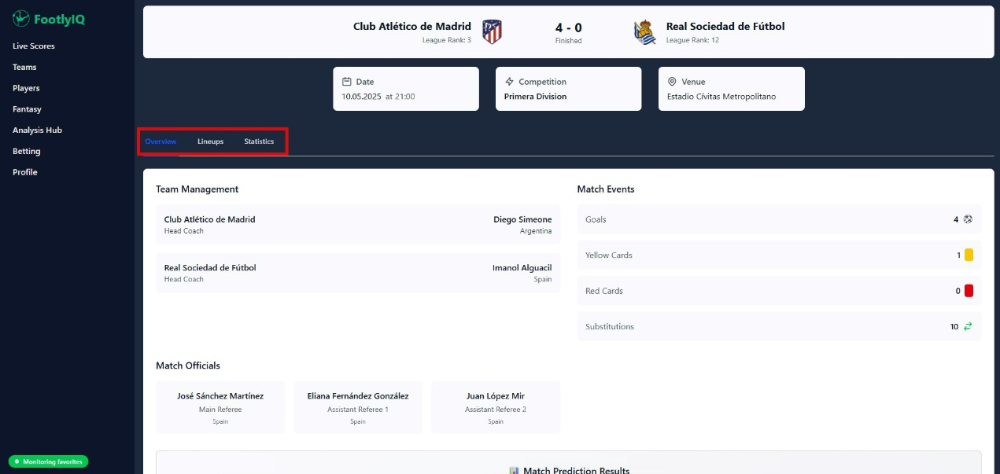 FootlyIQ
Live Scores
Teams
Players
Fantasy
Analysis Hub
Betting
Profile
Monitoring favorites
Club Atlético de Madrid
League Rank: 3
4 - 0
Finished
Real Sociedad de Fútbol
League Rank: 12
Date
10.05.2025 at 21:00
Competition
Primera Division
Venue
Estadio Cívitas Metropolitano
Overview Lineups Statistics
Team Management
Club Atlético de Madrid Diego Simeone
Head Coach Argentina
Real Sociedad de Fútbol Imanol Alguacil
Head Coach Spain
Match Events
Goals 4
Yellow Cards 1
Red Cards 0
Substitutions 10
Match Officials
José Sánchez Martínez
Main Referee
Spain
Eliana Fernández González
Assistant Referee 1
Spain
Juan López Mir
Assistant Referee 2
Spain
Match Prediction Results